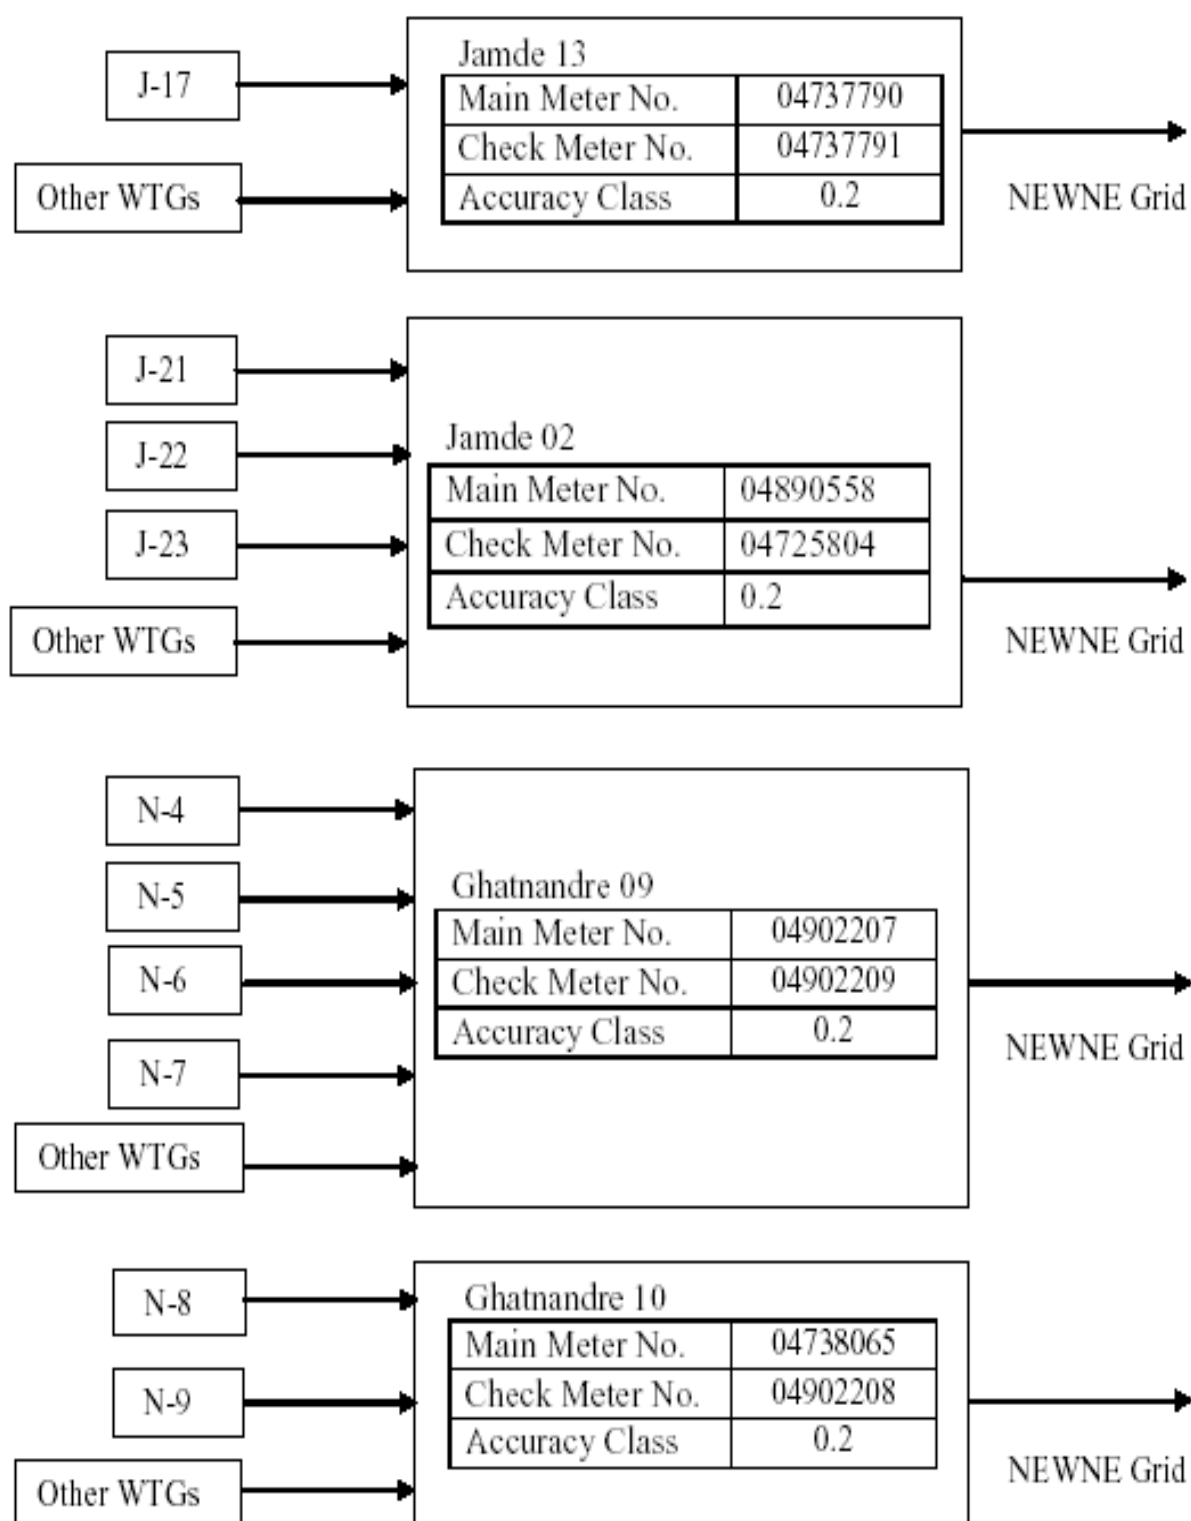 Jamde 13
J-17
Main Meter No. 04737790
Check Meter No. 04737791
Other WTGs
Accuracy Class 0.2
NEWNE Grid
J-21
J-22
Jamde 02
Main Meter No. 04890558
J-23
Check Meter No. 04725804
Accuracy Class 0.2
Other WTGs
NEWNE Grid
N-4
N-5
Ghatnandre 09
Main Meter No. 04902207
N-6
Check Meter No. 04902209
Accuracy Class 0.2
NEWNE Grid
N-7
Other WTGs
N-8
Ghatnandre 10
Main Meter No. 04738065
N-9
Check Meter No. 04902208
Accuracy Class 0.2
NEWNE Grid
Other WTGs